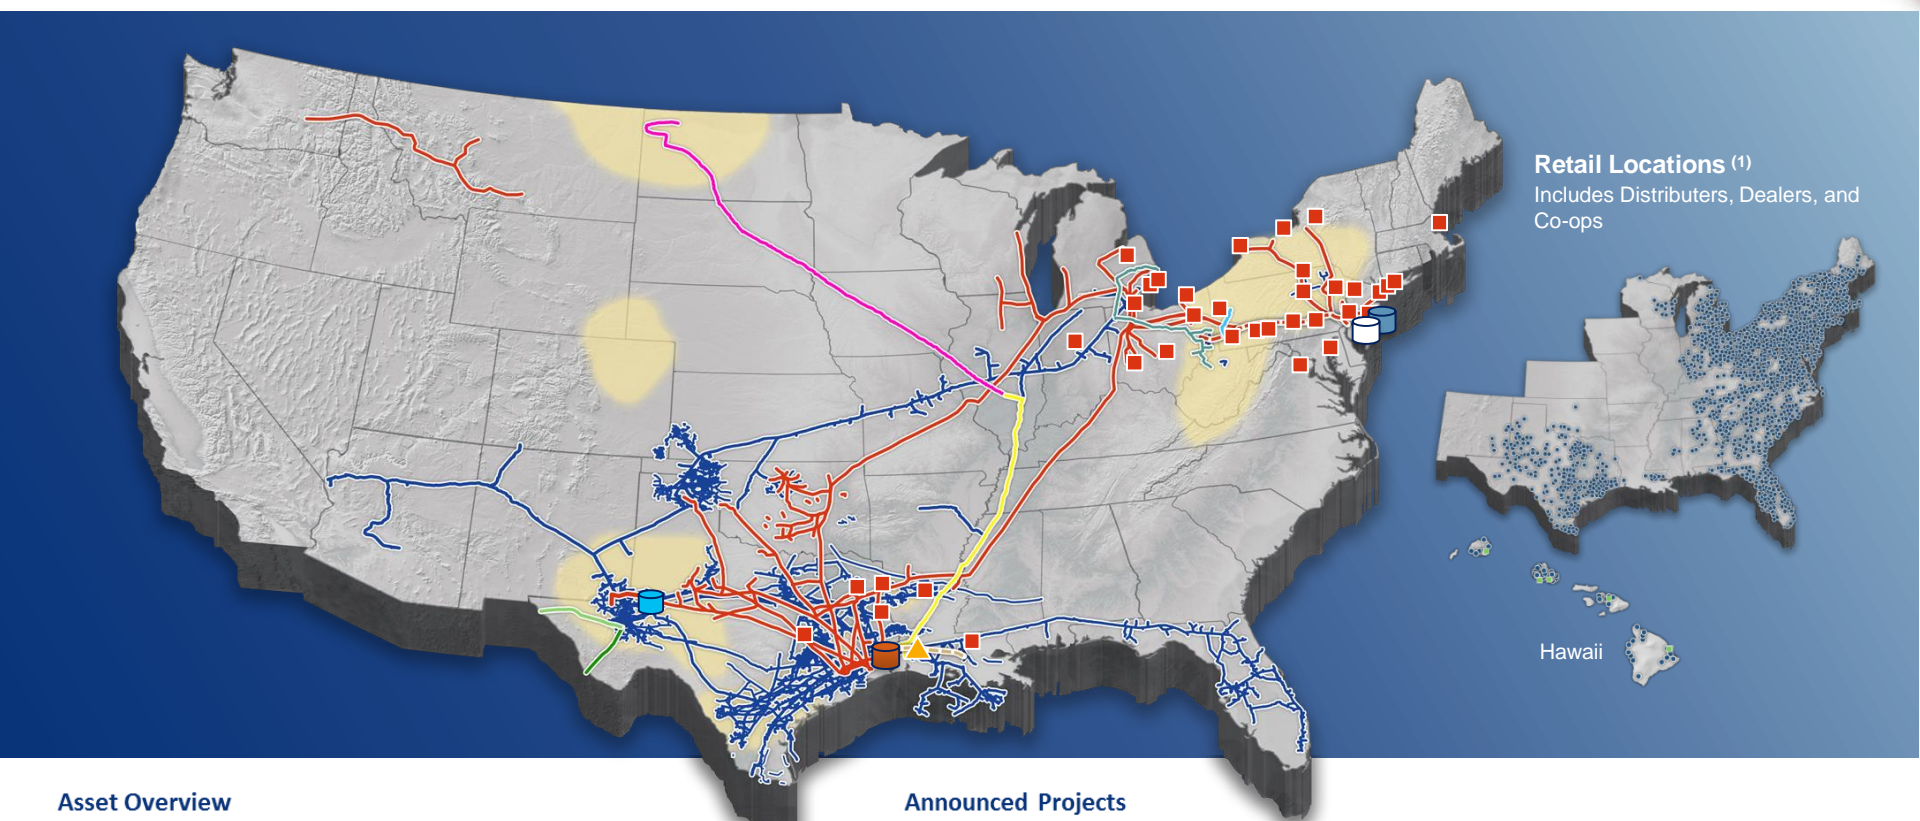 Retail Locations (1)
Includes Distributers, Dealers, and
Co-ops
Hawaii
Asset Overview
Announced Projects